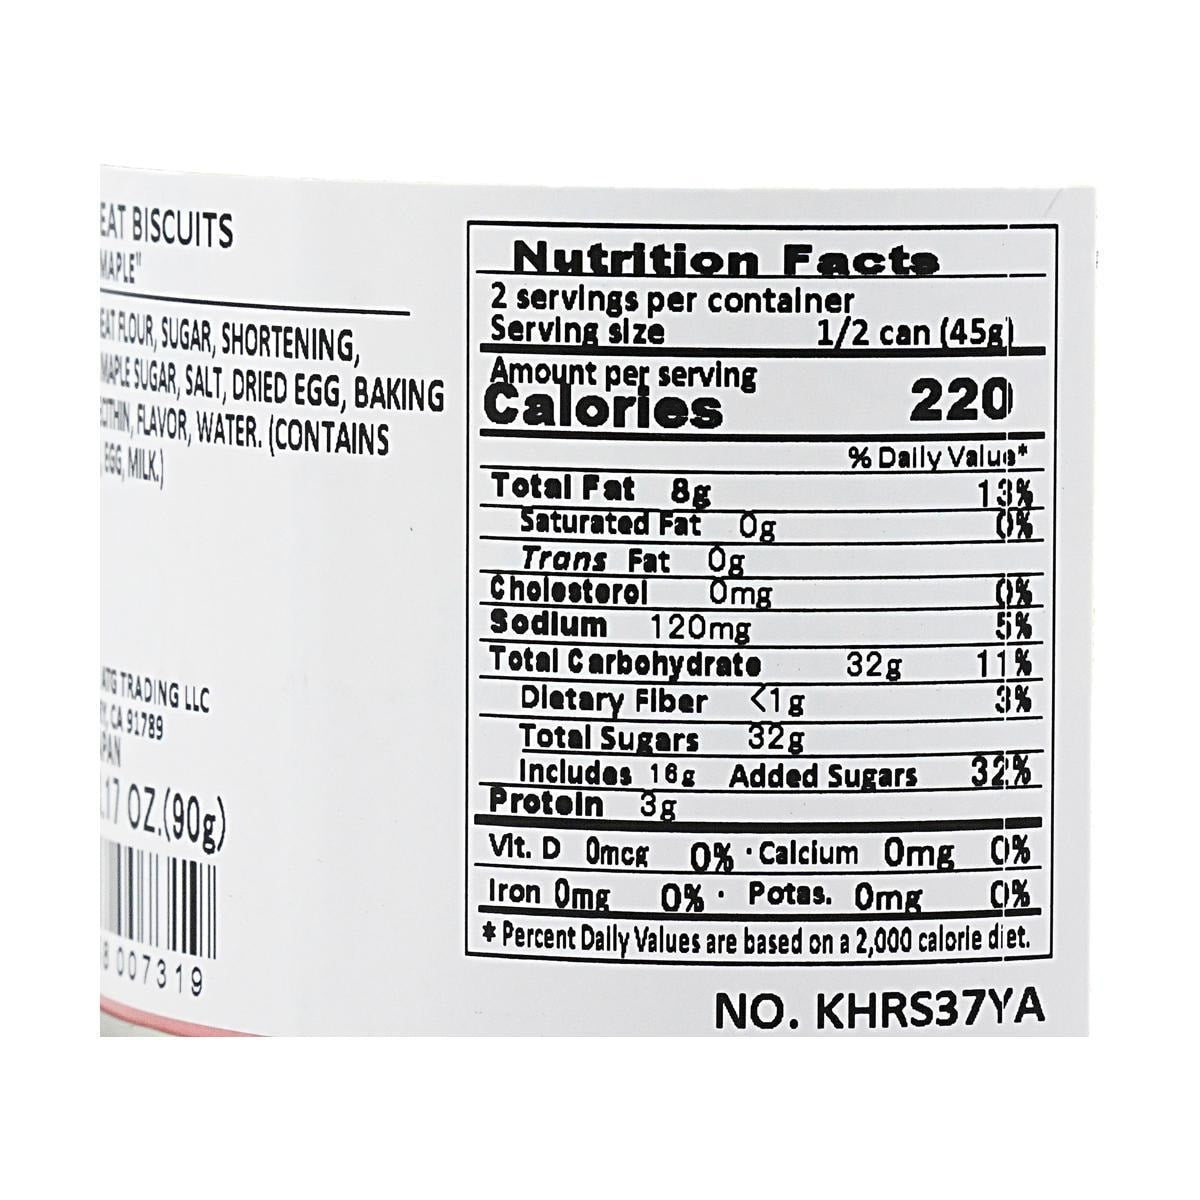 EAT BISCUITS
MAPLE"
EAT FLOUR, SUGAR, SHORTENING,
MAPLE SUGAR, SALT, DRIED EGG, BAKING
ECITHIN, FLAVOR, WATER. (CONTAINS
, EGG, MILK.)
ATG TRADING LLC
RY, CA 91789
APAN
.17 OZ.(90g)
8 007319
Nutrition Facts
2 servings per container
Serving size 1/2 can (45g)
Amount per serving
Calories 220
% Daily Value*
Total Fat 8g 13%
Saturated Fat 0g 0%
Trans Fat 0g
Cholesterol 0mg 0%
Sodium 120mg 5%
Total Carbohydrate 32g 11%
Dietary Fiber <1g 3%
Total Sugars 32g
Includes 16g Added Sugars 32%
Protein 3g
Vit. D 0mcg 0% · Calcium 0mg 0%
Iron 0mg 0% · Potas. 0mg 0%
* Percent Daily Values are based on a 2,000 calorie diet.
NO. KHRS37YA